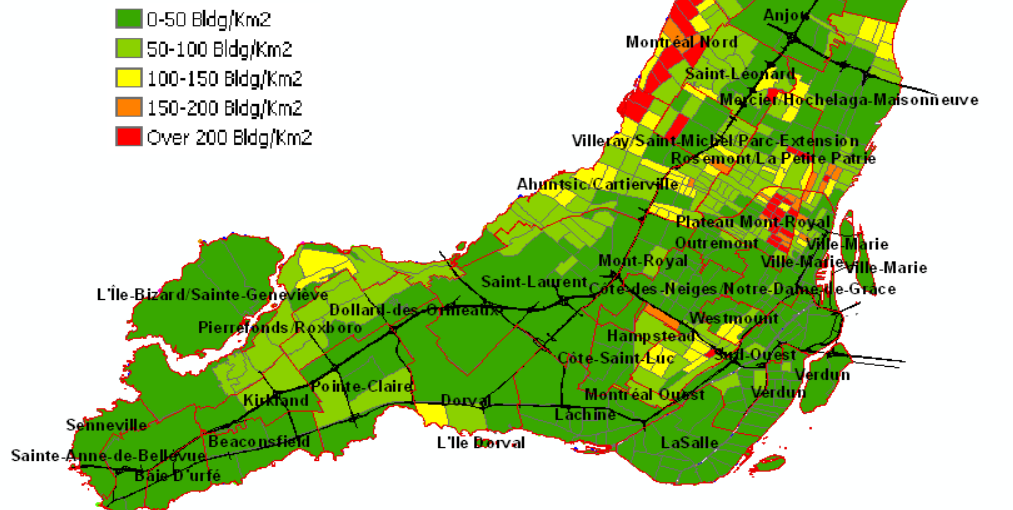 0-50 Bldg/Km2
50-100 Bldg/Km2
100-150 Bldg/Km2
150-200 Bldg/Km2
Over 200 Bldg/Km2
Anjou
Montréal Nord
Saint-Léonard
Mercier/Hochelaga-Maisonneuve
Villeray/Saint-Michel/Parc-Extension
Rosemont/La Petite Patrie
Ahuntsic/Cartierville
Plateau Mont-Royal
Outremont
Ville-Marie
Mont-Royal
Ville-Marie
Ville-Marie
Saint-Laurent
Côte-des-Neiges/Notre-Dame-de-Grace
L'Île-Bizard/Sainte-Geneviève
Dollard-des-Ormeaux
Westmount
Pierrefonds/Roxboro
Hampstead
Côte-Saint-Luc
Sud-Ouest
Verdun
Pointe-Claire
Montréal Ouest
Verdun
Kirkland
Dorval
Lachine
Senneville
Beaconsfield
L'Ile Dorval
LaSalle
Sainte-Anne-de-Bellevue
Baie D'urfé